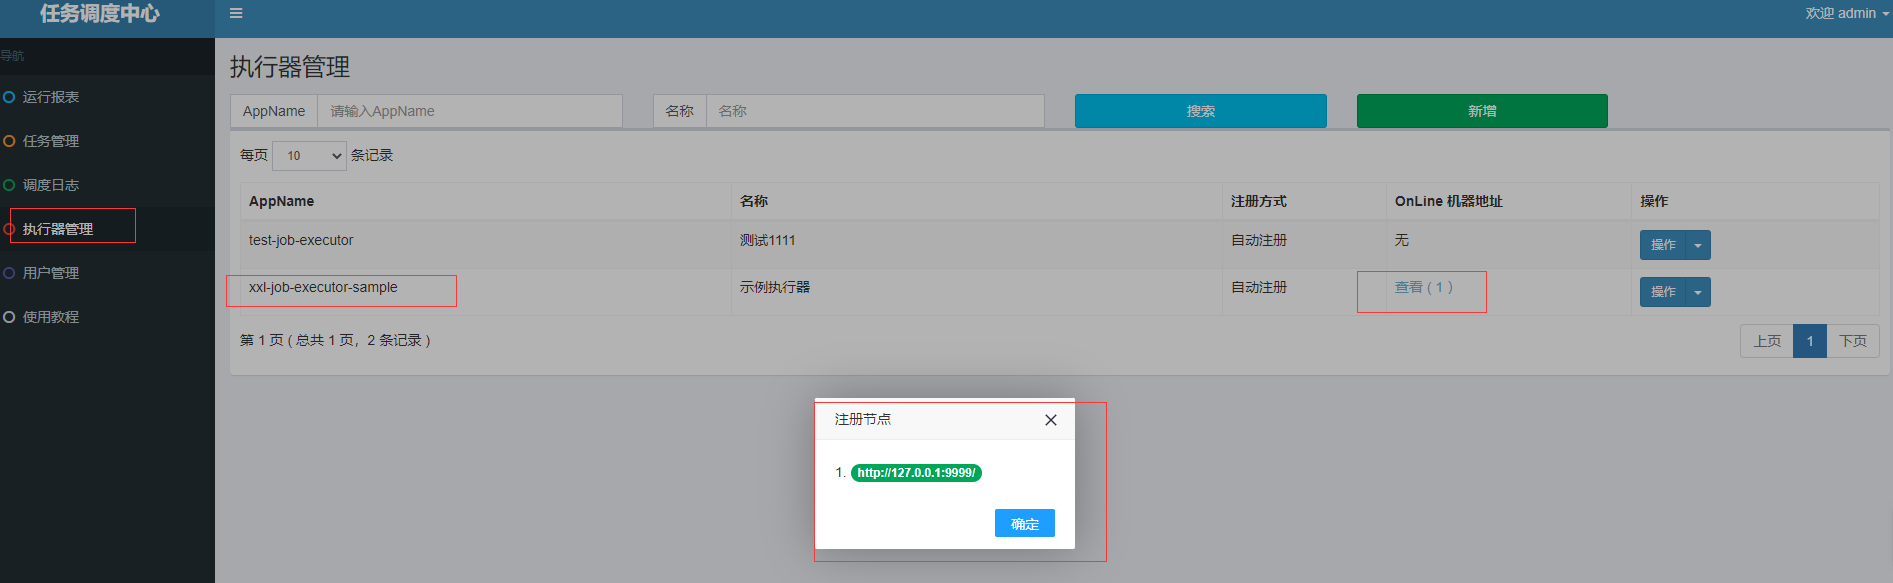 任务调度中心
欢迎 admin
导航
运行报表
任务管理
调度日志
执行器管理
用户管理
使用教程
执行器管理
AppName 请输入AppName 名称 名称 搜索 新增
每页 10 条记录
AppName 名称 注册方式 OnLine 机器地址 操作
test-job-executor 测试1111 自动注册 无 操作
xxl-job-executor-sample 示例执行器 自动注册 查看 ( 1 ) 操作
第 1 页 ( 总共 1 页，2 条记录 ) 上页 1 下页
注册节点
1. http://127.0.0.1:9999/
确定